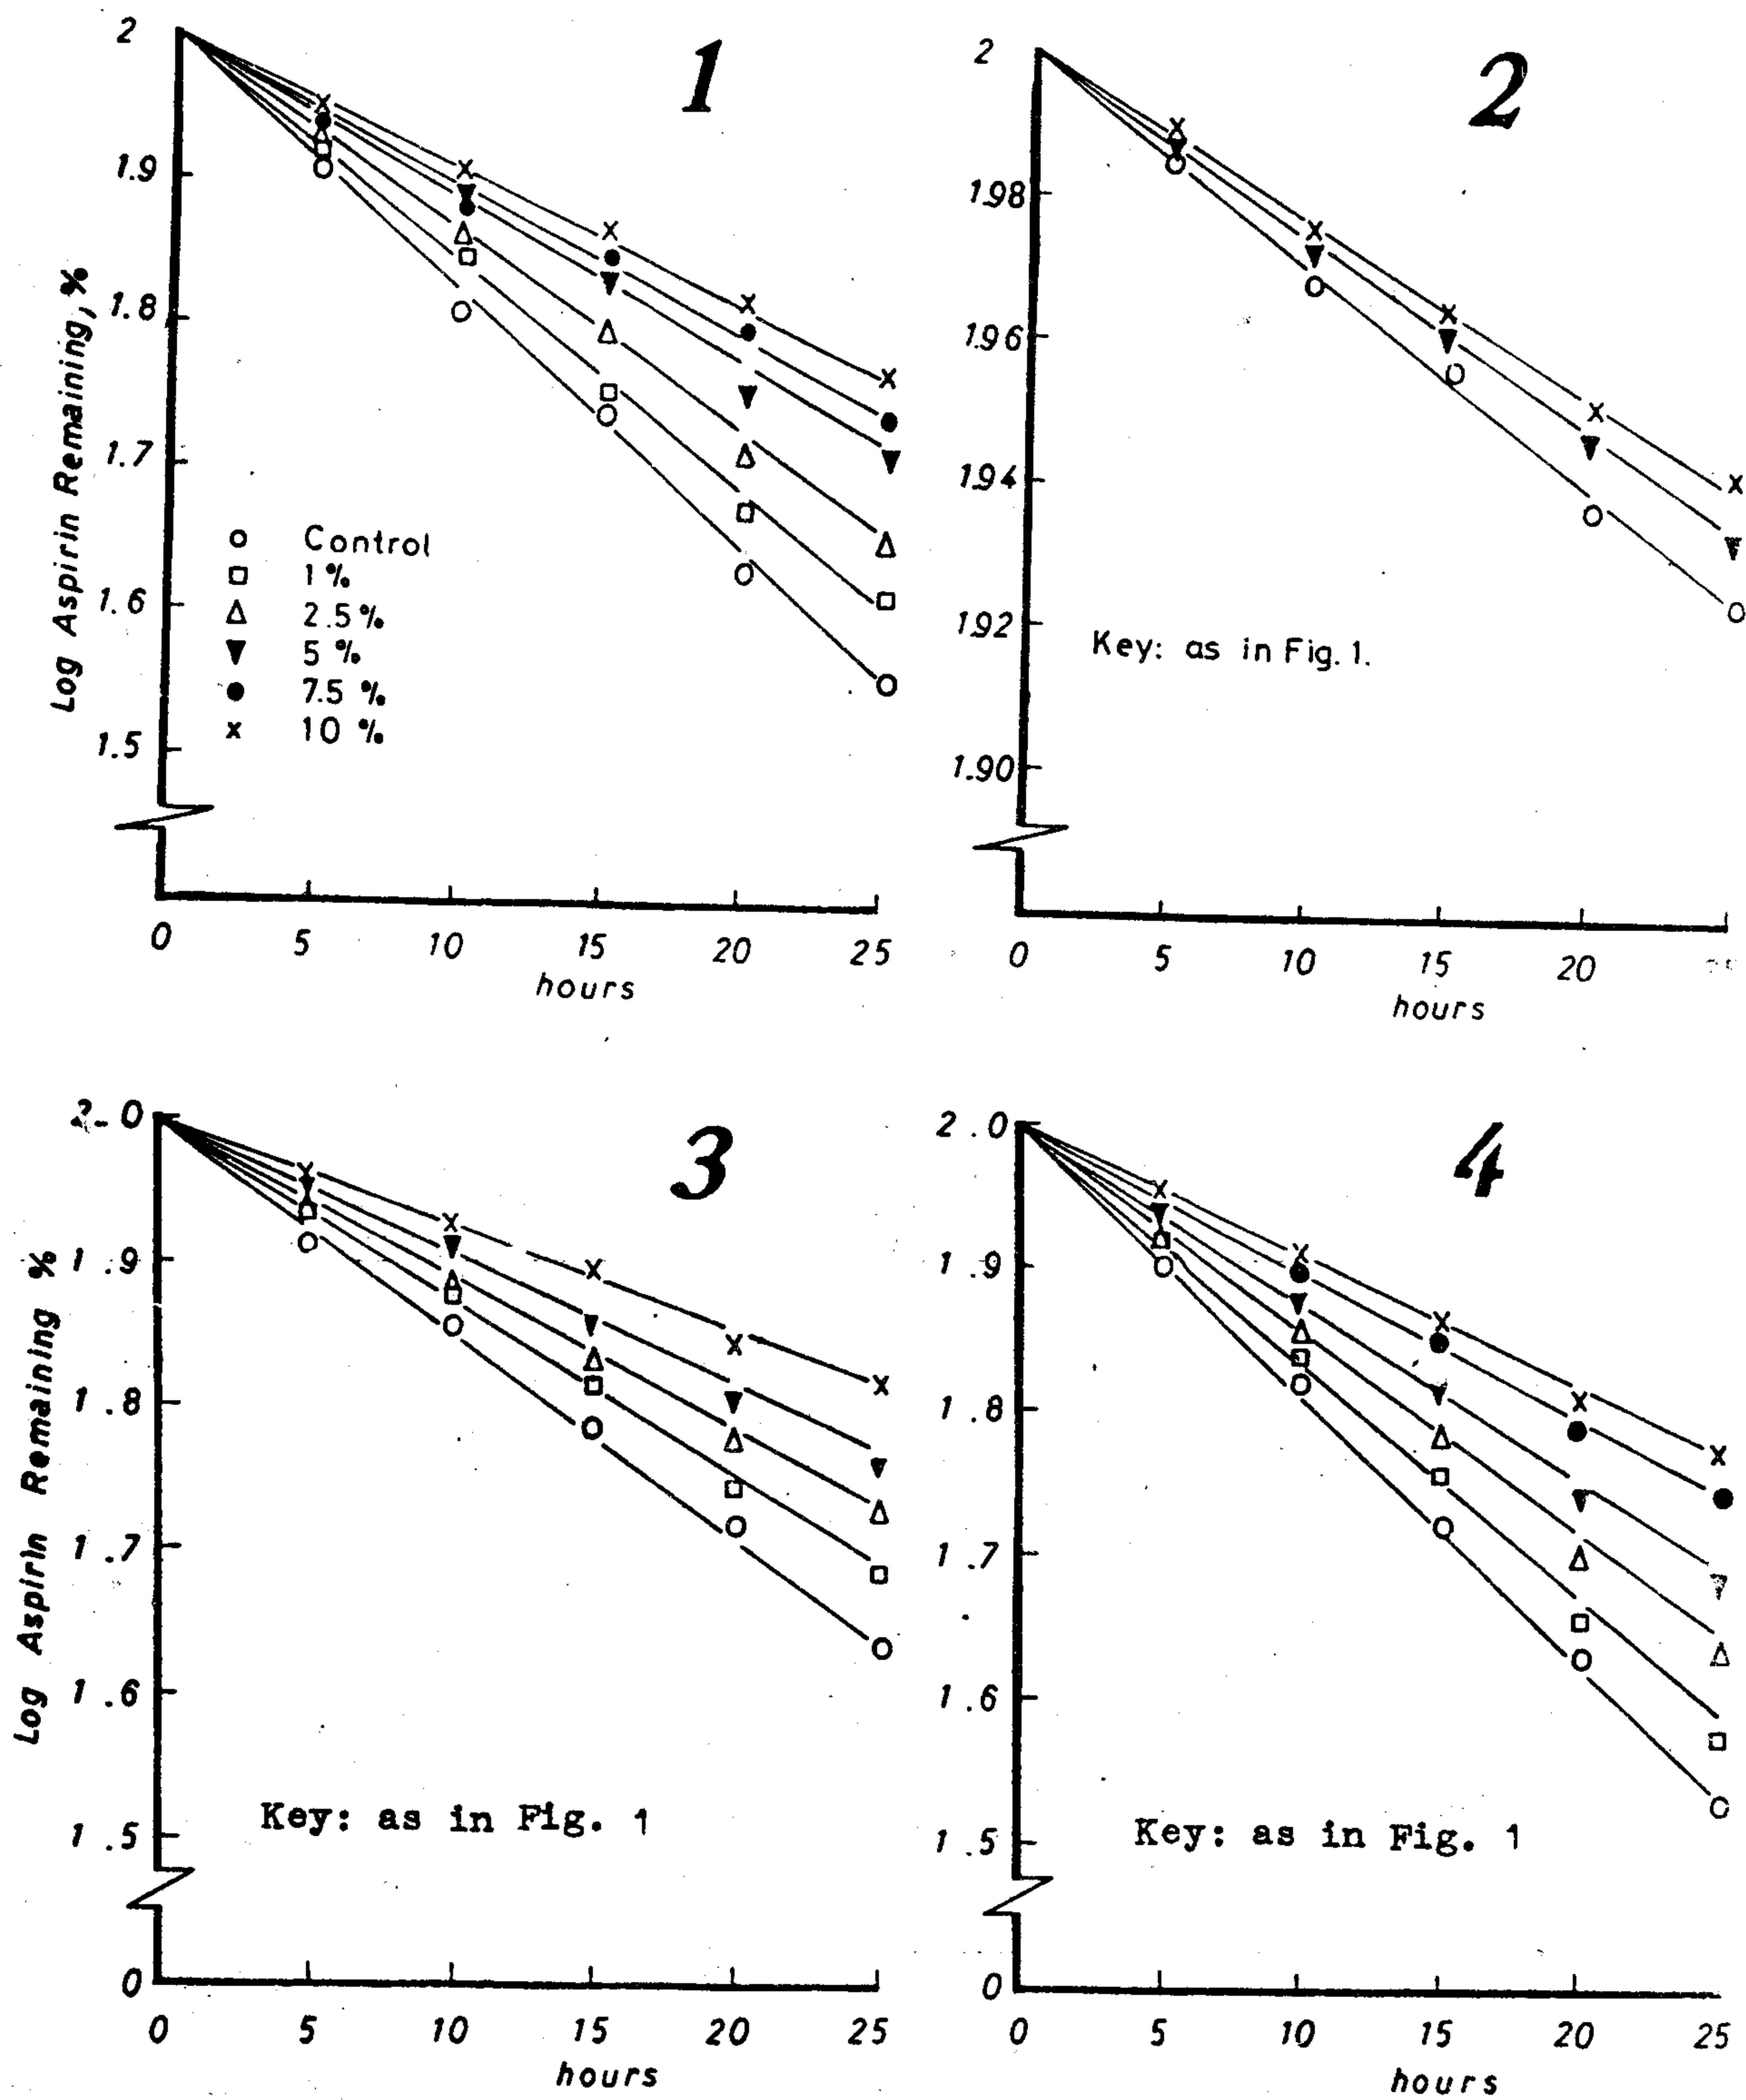 1
2
1.9
1.8
1.7
1.6
1.5
Log Aspirin Remaining, %
O Control
□ 1%
△ 2.5%
▼ 5 %
● 7.5 %
x 10 %
0 5 10 15 20 25
hours
2
2
1.98
1.96
1.94
1.92
1.90
Key: as in Fig. 1.
0 5 10 15 20
hours
3
2.0
1.9
1.8
1.7
1.6
1.5
0
Log Aspirin Remaining %
Key: as in Fig. 1
0 5 10 15 20 25
hours
4
2.0
1.9
1.8
1.7
1.6
1.5
0
Key: as in Fig. 1
0 5 10 15 20 25
hours